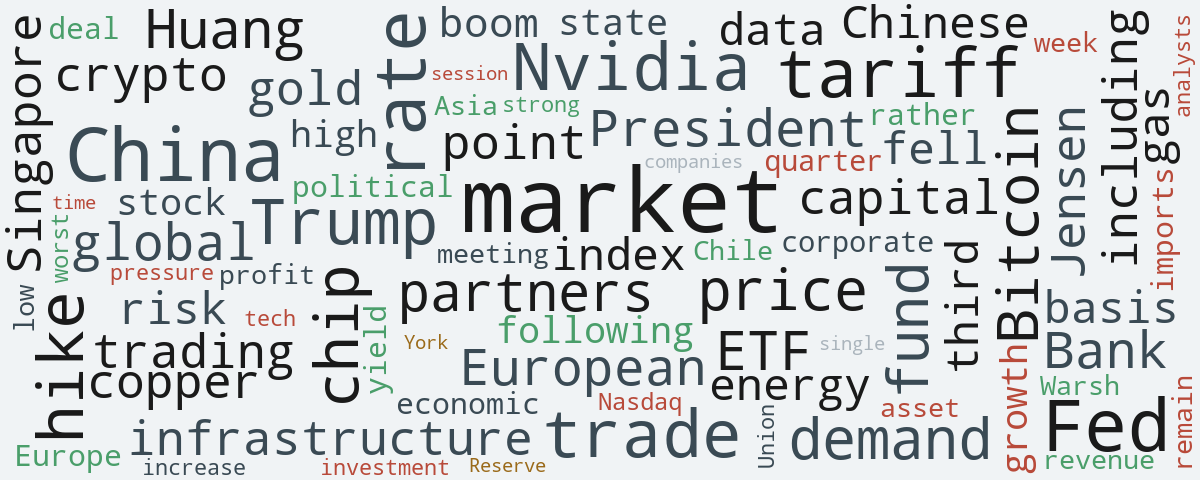 Singapore
deal
Huang
rate
boom
state
data
Chinese
week
including
analysts
crypto
gold
session
Nvidia
tariff
Asia
strong
gas
China
high
point
President
rather
fell
Bitcoin
Jensen
companies
quarter
time
stock
political
market
capital
imports
worst
global
Trump
meeting
index
Chile
corporate
third
pressure
profit
low
hike
risk
tech
chip
partners
price
fund
basis
yield
York
following
ETF
single
trading
copper
European
energy
growth
Bank
Warsh
remain
economic
Nasdaq
asset
Fed
infrastructure
trade
Union
demand
Europe
increase
investment
Reserve
revenue